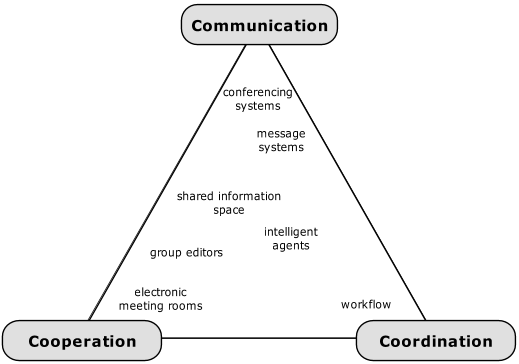 Communication
conferencing
systems
message
systems
shared information
space
intelligent
agents
group editors
electronic
meeting rooms
workflow
Cooperation
Coordination